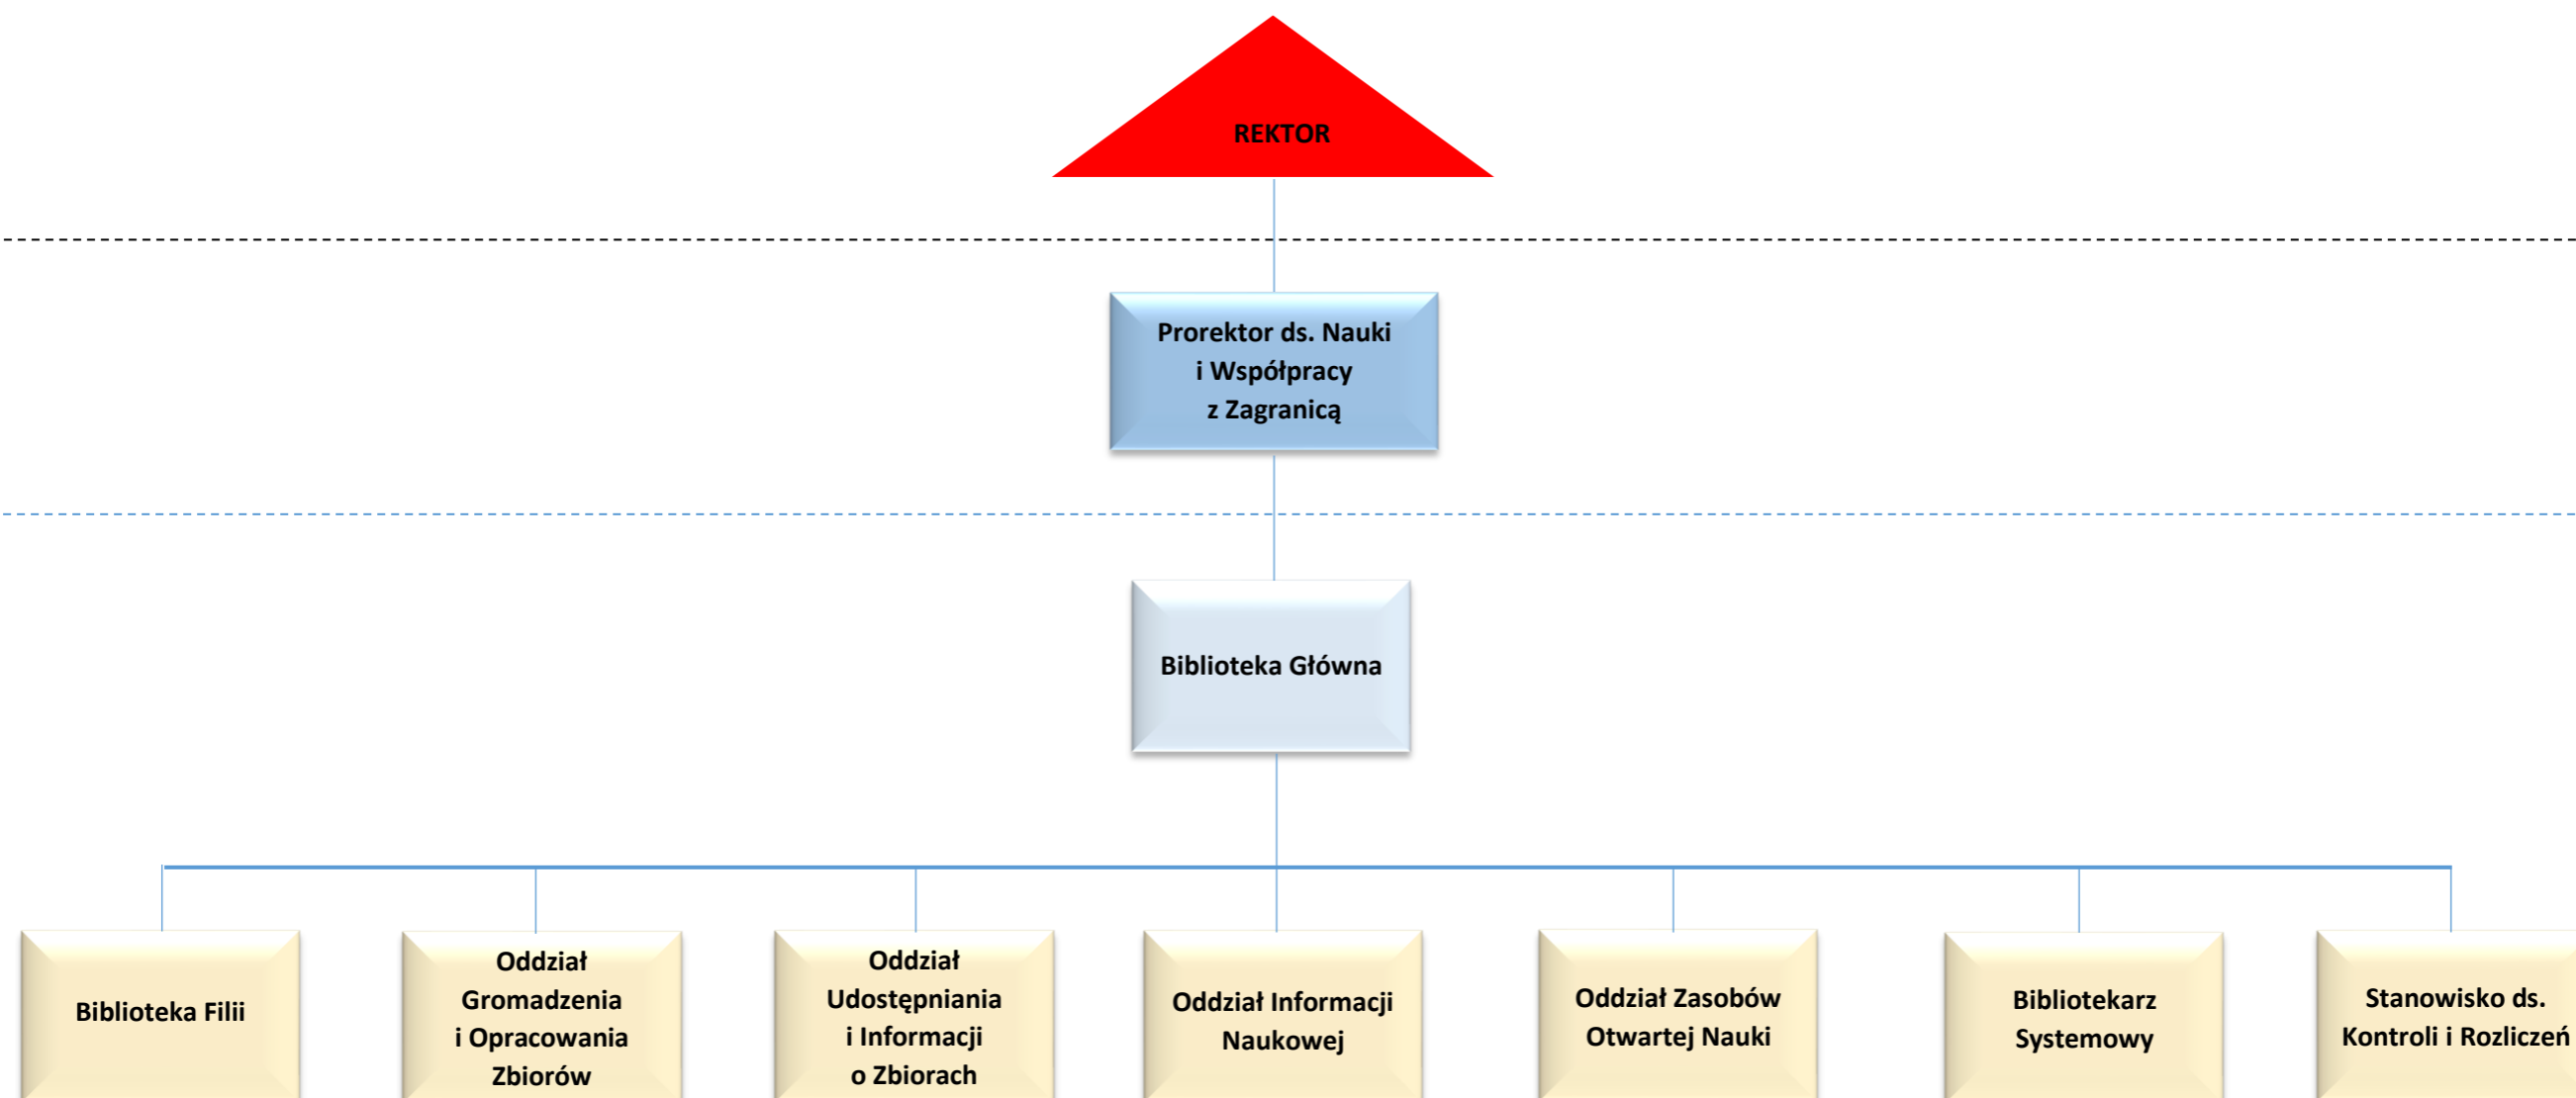 REKTOR
Prorektor ds. Nauki
i Współpracy
z Zagranicą
Biblioteka Główna
Biblioteka Filii
Oddział
Gromadzenia
i Opracowania
Zbiorów
Oddział
Udostępniania
i Informacji
o Zbiorach
Oddział Informacji
Naukowej
Oddział Zasobów
Otwartej Nauki
Bibliotekarz
Systemowy
Stanowisko ds.
Kontroli i Rozliczeń